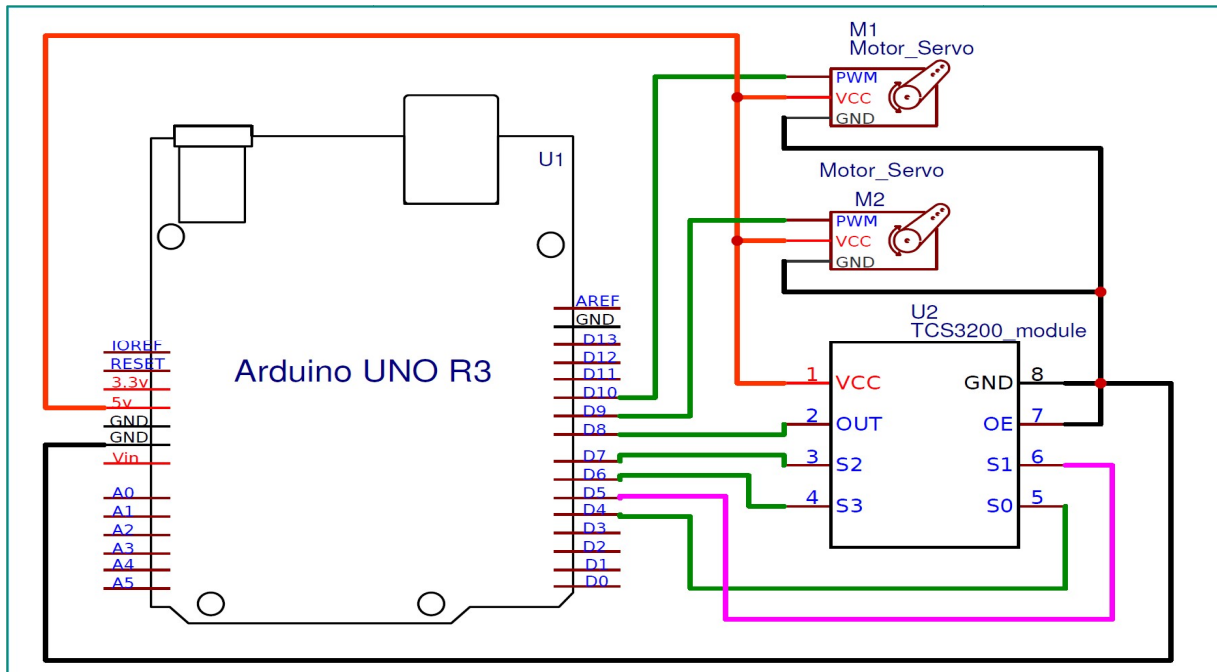 M1
Motor_Servo
PWM
VCC
GND
Motor_Servo
M2
PWM
VCC
GND
U1
Arduino UNO R3
IOREF
RESET
3.3v
5v
GND
GND
Vin
A0
A1
A2
A3
A4
A5
AREF
GND
D13
D12
D11
D10
D9
D8
D7
D6
D5
D4
D3
D2
D1
D0
U2
TCS3200_module
1 VCC
2 OUT
3 S2
4 S3
GND 8
OE 7
S1 6
S0 5